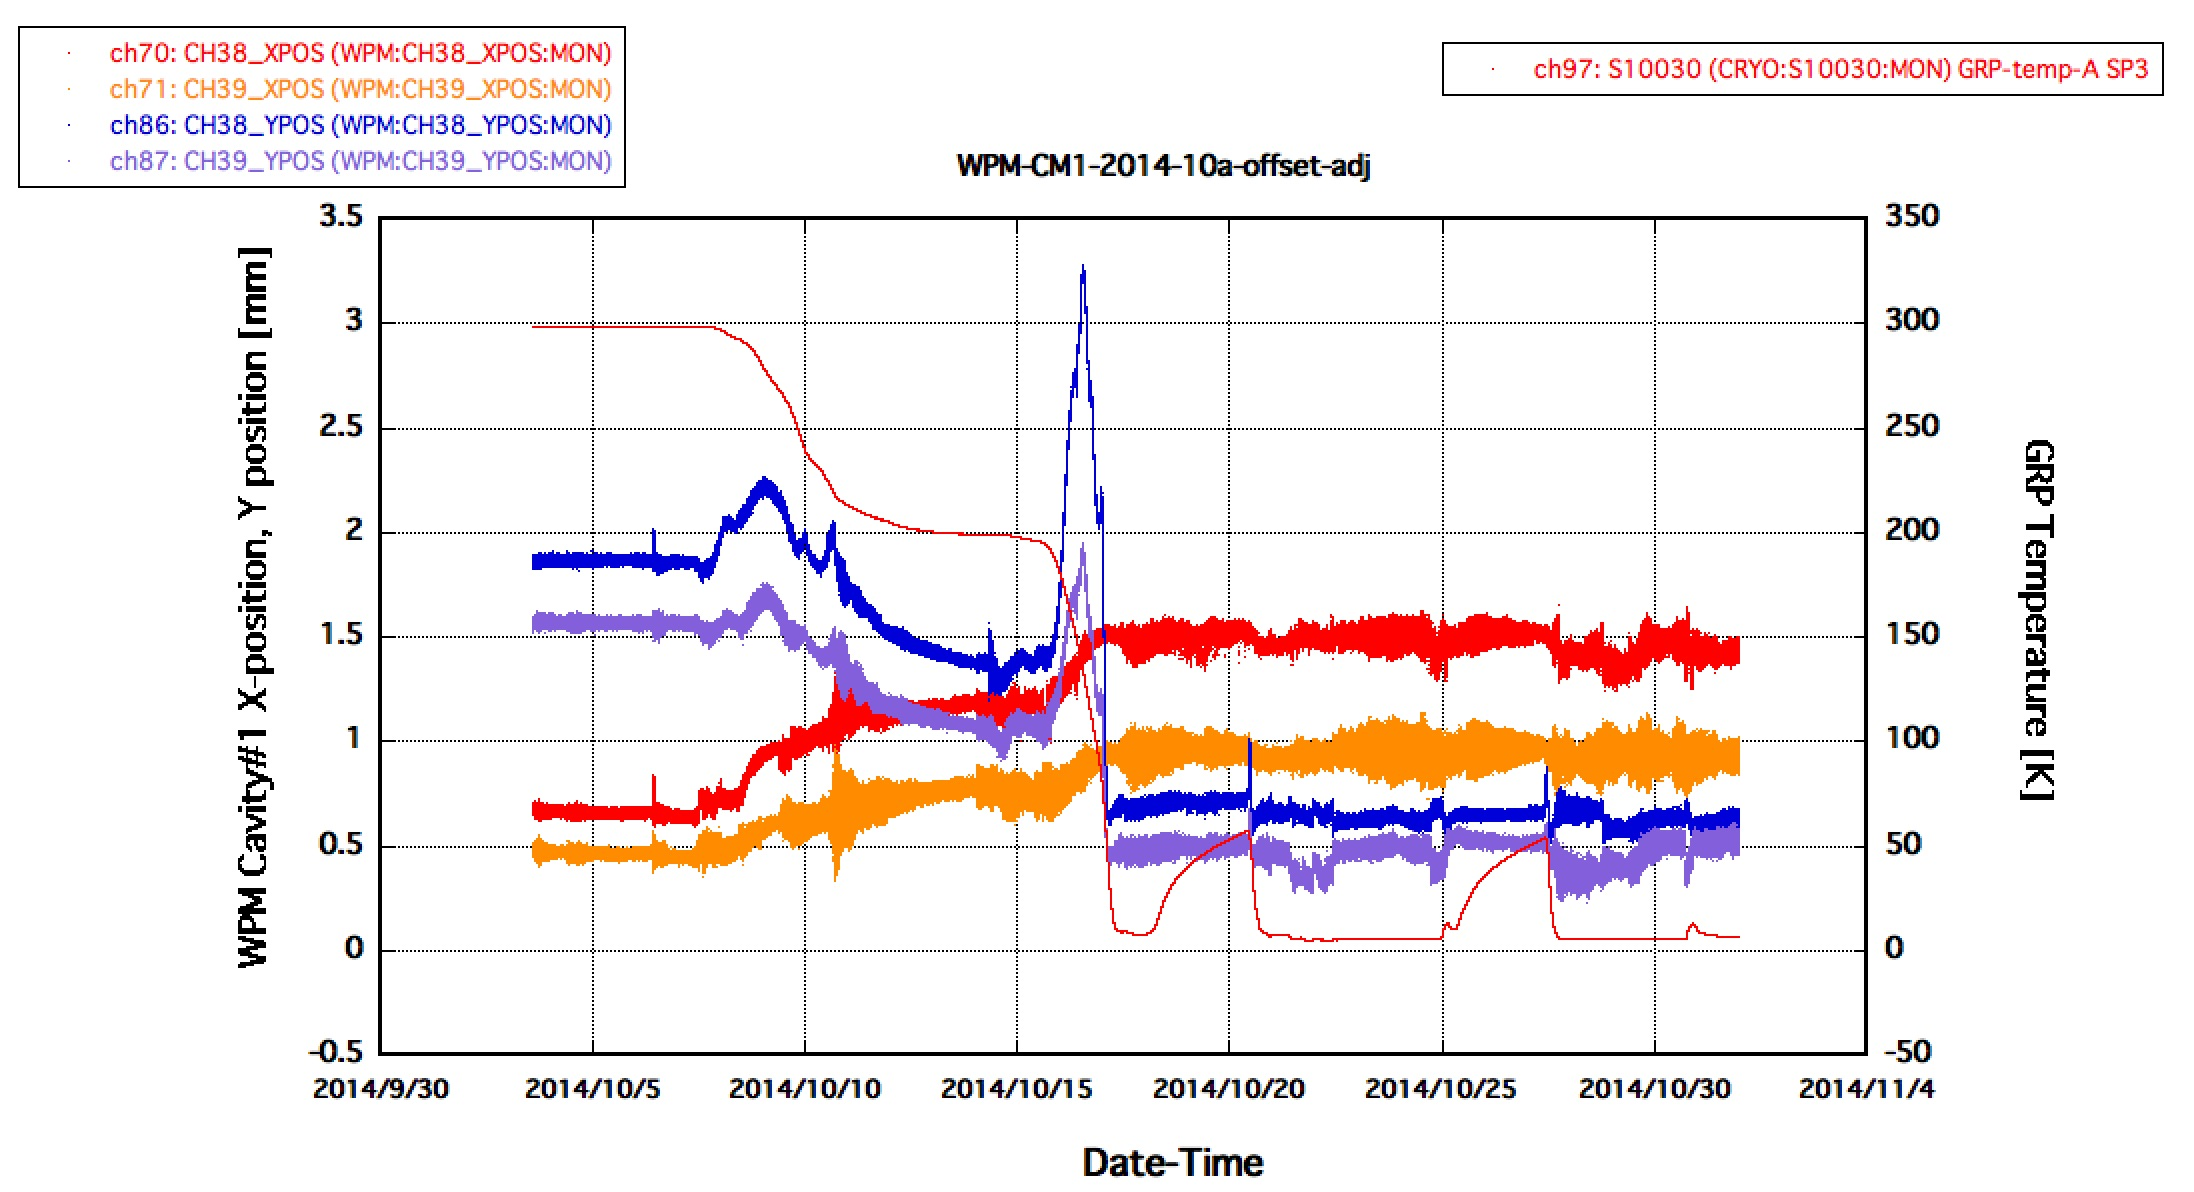 ch70: CH38_XPOS (WPM:CH38_XPOS:MON)
ch71: CH39_XPOS (WPM:CH39_XPOS:MON)
ch86: CH38_YPOS (WPM:CH38_YPOS:MON)
ch87: CH39_YPOS (WPM:CH39_YPOS:MON)
ch97: S10030 (CRYO:S10030:MON) GRP-temp-A SP3
WPM-CM1-2014-10a-offset-adj
WPM Cavity#1 X-position, Y position [mm]
3.5
3
2.5
2
1.5
1
0.5
0
-0.5
350
300
250
200
150
100
50
0
-50
GRP Temperature [K]
2014/9/30 2014/10/5 2014/10/10 2014/10/15 2014/10/20 2014/10/25 2014/10/30 2014/11/4
Date-Time